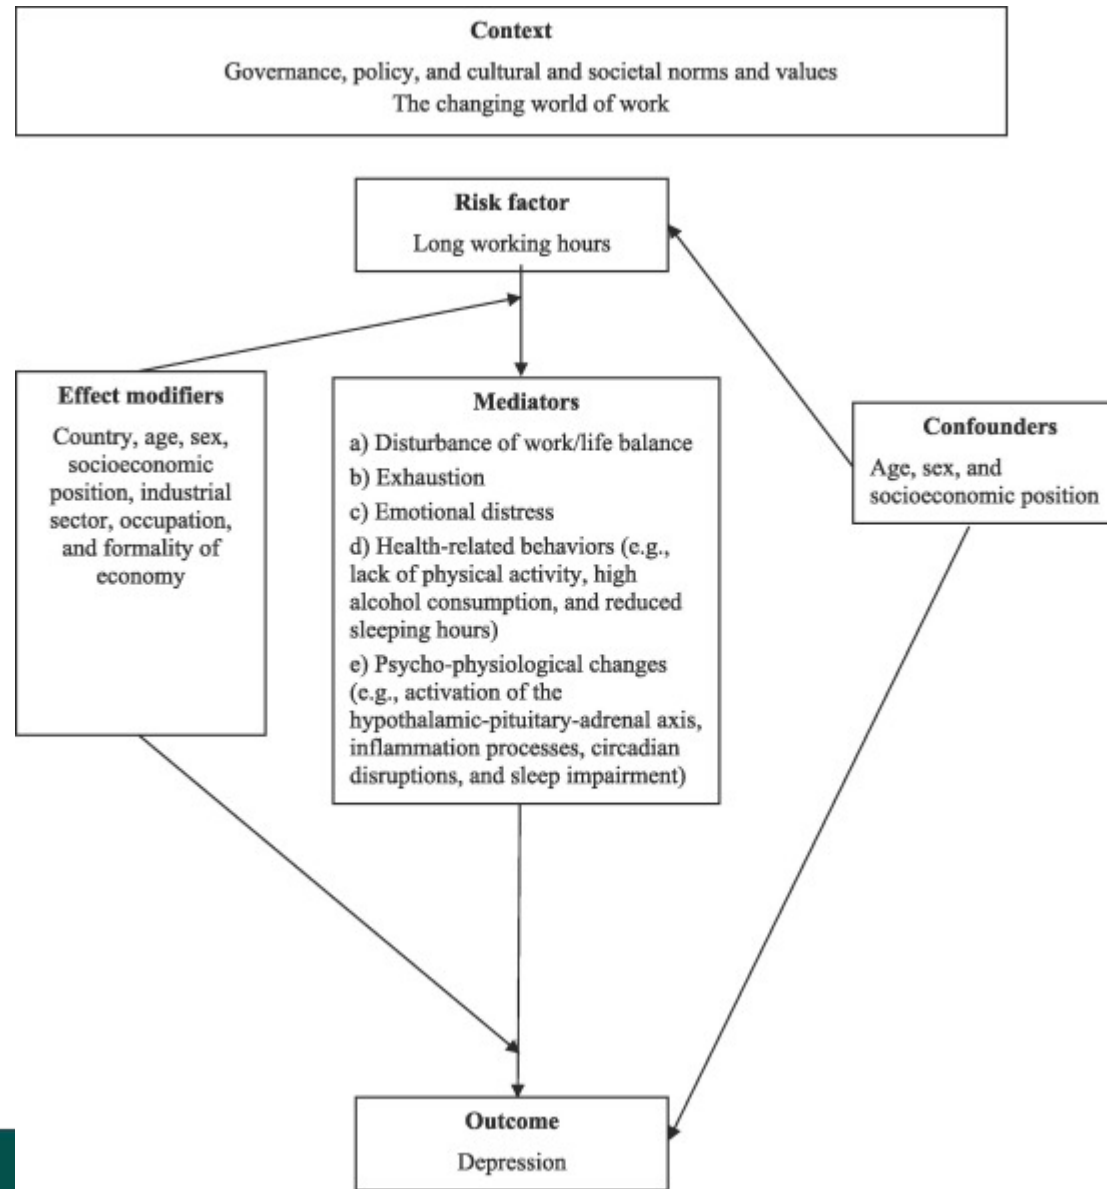 Context
Governance, policy, and cultural and societal norms and values
The changing world of work
Risk factor
Long working hours
Effect modifiers
Country, age, sex,
socioeconomic
position, industrial
sector, occupation,
and formality of
economy
Mediators
a) Disturbance of work/life balance
b) Exhaustion
c) Emotional distress
d) Health-related behaviors (e.g.,
lack of physical activity, high
alcohol consumption, and reduced
sleeping hours)
e) Psycho-physiological changes
(e.g., activation of the
hypothalamic-pituitary-adrenal axis,
inflammation processes, circadian
disruptions, and sleep impairment)
Confounders
Age, sex, and
socioeconomic position
Outcome
Depression